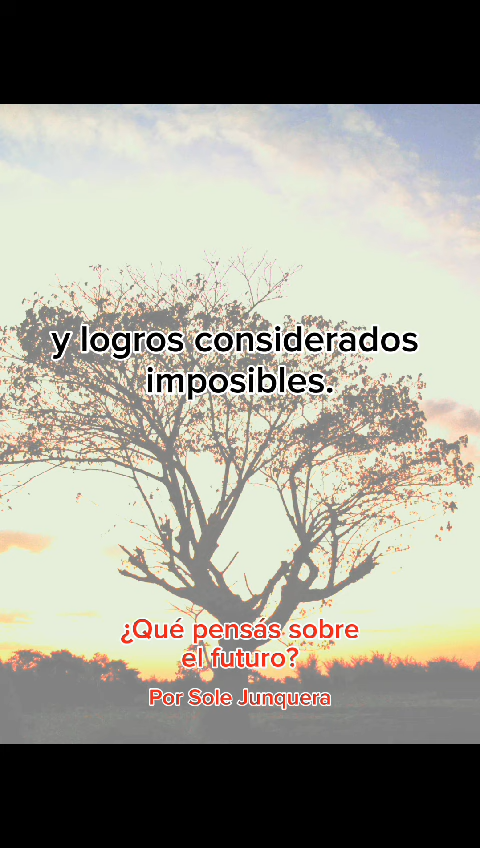 y logros considerados
imposibles.
¿Qué pensás sobre
el futuro?
Por Sole Junquera